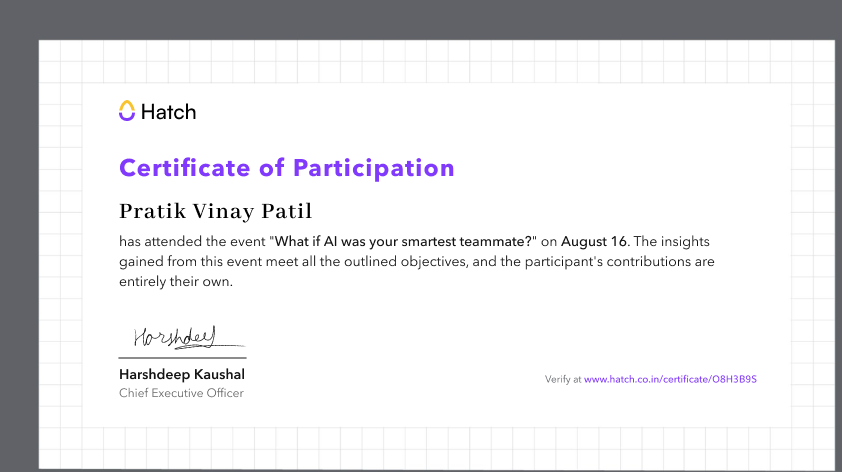 Hatch
Certificate of Participation
Pratik Vinay Patil
has attended the event "What if AI was your smartest teammate?" on August 16. The insights
gained from this event meet all the outlined objectives, and the participant's contributions are
entirely their own.
Harshdeep
Harshdeep Kaushal
Chief Executive Officer
Verify at www.hatch.co.in/certificate/O8H3B9S